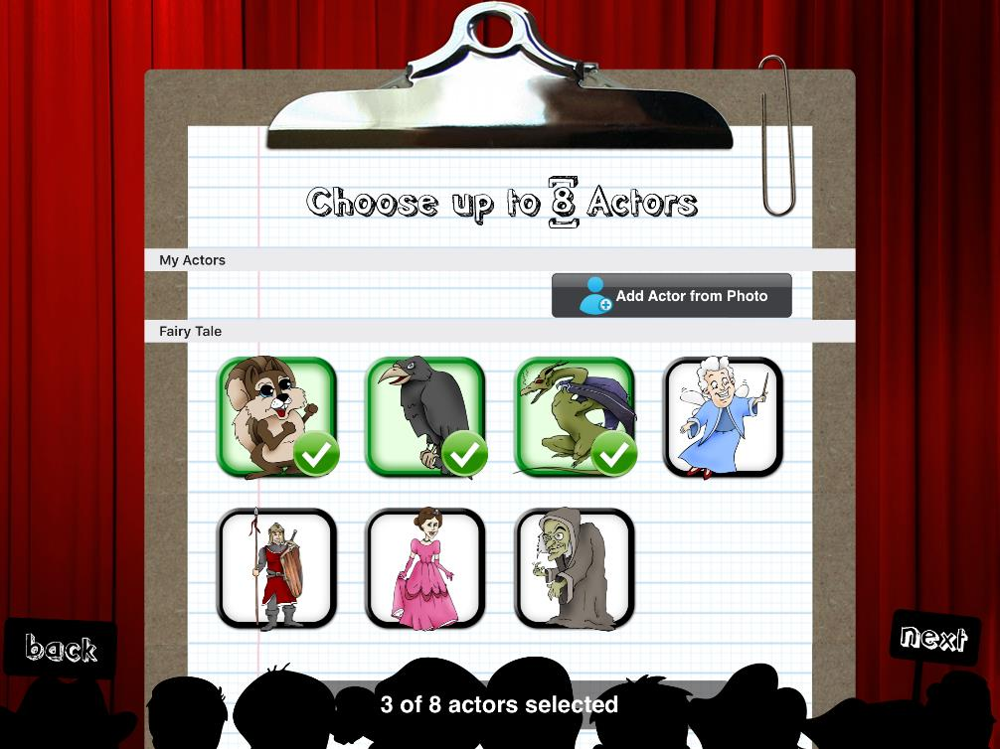 Choose up to 8 Actors
My Actors
Add Actor from Photo
Fairy Tale
back
next
3 of 8 actors selected